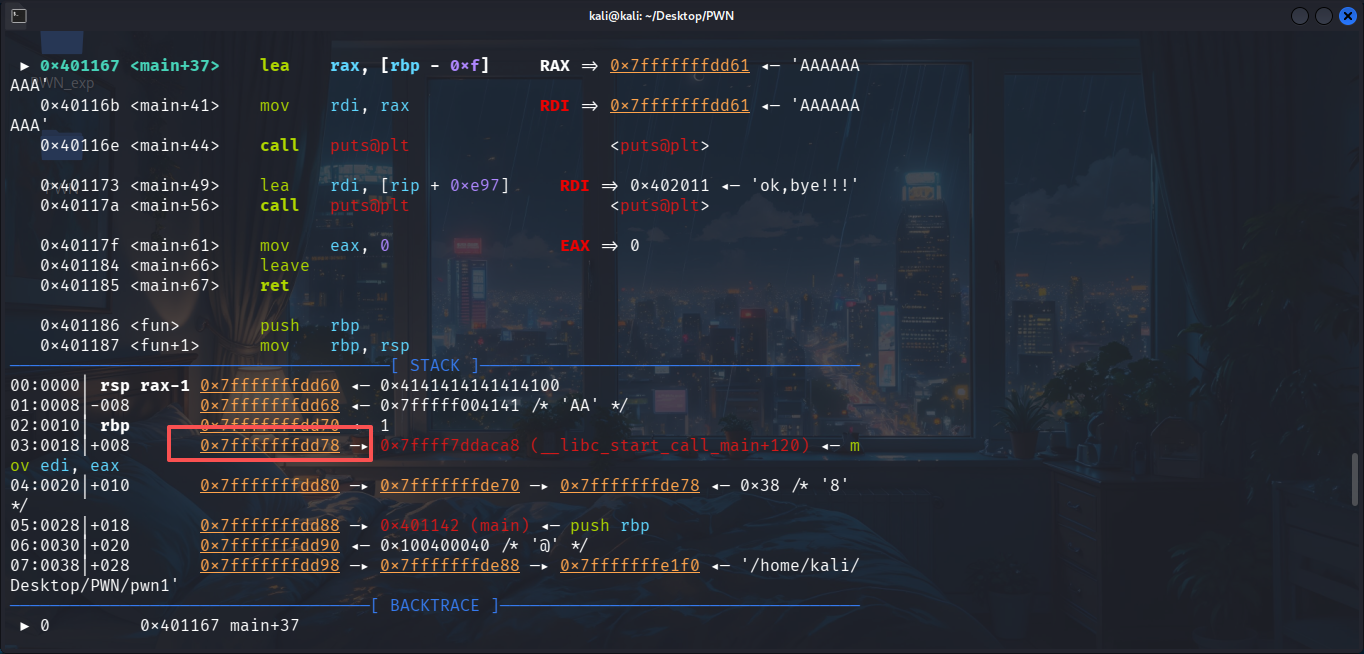 kali@kali: ~/Desktop/PWN
► 0×401167 <main+37>    lea    rax, [rbp - 0×f]     RAX => 0×7fffffffdd61 ◂— 'AAAAAA
AAA'
PWN_exp
0×40116b <main+41>    mov    rdi, rax             RDI => 0×7fffffffdd61 ◂— 'AAAAAA
AAA'
0×40116e <main+44>    call   puts@plt                    <puts@plt>
0×401173 <main+49>    lea    rdi, [rip + 0×e97]     RDI => 0×402011 ◂— 'ok,bye!!!'
0×40117a <main+56>    call   puts@plt                    <puts@plt>
0×40117f <main+61>    mov    eax, 0                 EAX => 0
0×401184 <main+66>    leave
0×401185 <main+67>    ret
0×401186 <fun>        push   rbp
0×401187 <fun+1>      mov    rbp, rsp
[ STACK ]
00:0000│ rsp rax-1 0×7fffffffdd60 ◂— 0×4141414141414100
01:0008│-008       0×7fffffffdd68 ◂— 0×7fffff004141 /* 'AA' */
02:0010│ rbp       0×7fffffffdd70 ◂— 1
03:0018│+008       0×7fffffffdd78 —▸ 0×7ffff7ddaca8 (__libc_start_call_main+120) ◂— m
ov edi, eax
04:0020│+010       0×7fffffffdd80 —▸ 0×7fffffffde70 —▸ 0×7fffffffde78 ◂— 0×38 /* '8'
*/
05:0028│+018       0×7fffffffdd88 —▸ 0×401142 (main) ◂— push rbp
06:0030│+020       0×7fffffffdd90 ◂— 0×100400040 /* '@' */
07:0038│+028       0×7fffffffdd98 —▸ 0×7fffffffde88 —▸ 0×7fffffffe1f0 ◂— '/home/kali/
Desktop/PWN/pwn1'
[ BACKTRACE ]
► 0         0×401167 main+37